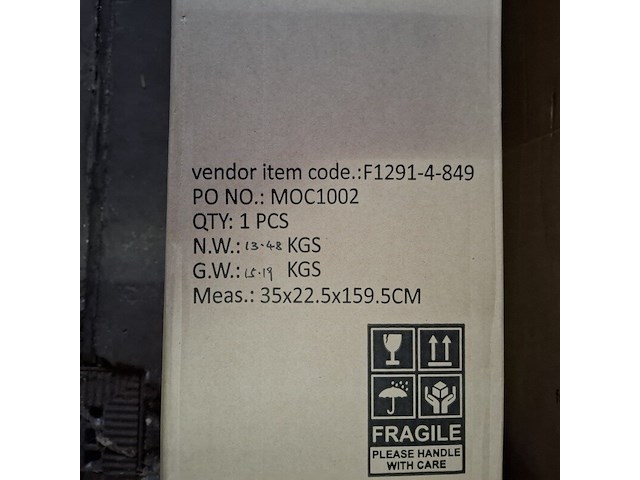 vendor item code.:F1291-4-849
PO NO.: MOC1002
QTY: 1 PCS
N.W.: 13.48 KGS
G.W.: 15.19 KGS
Meas.: 35x22.5x159.5CM
FRAGILE
PLEASE HANDLE
WITH CARE